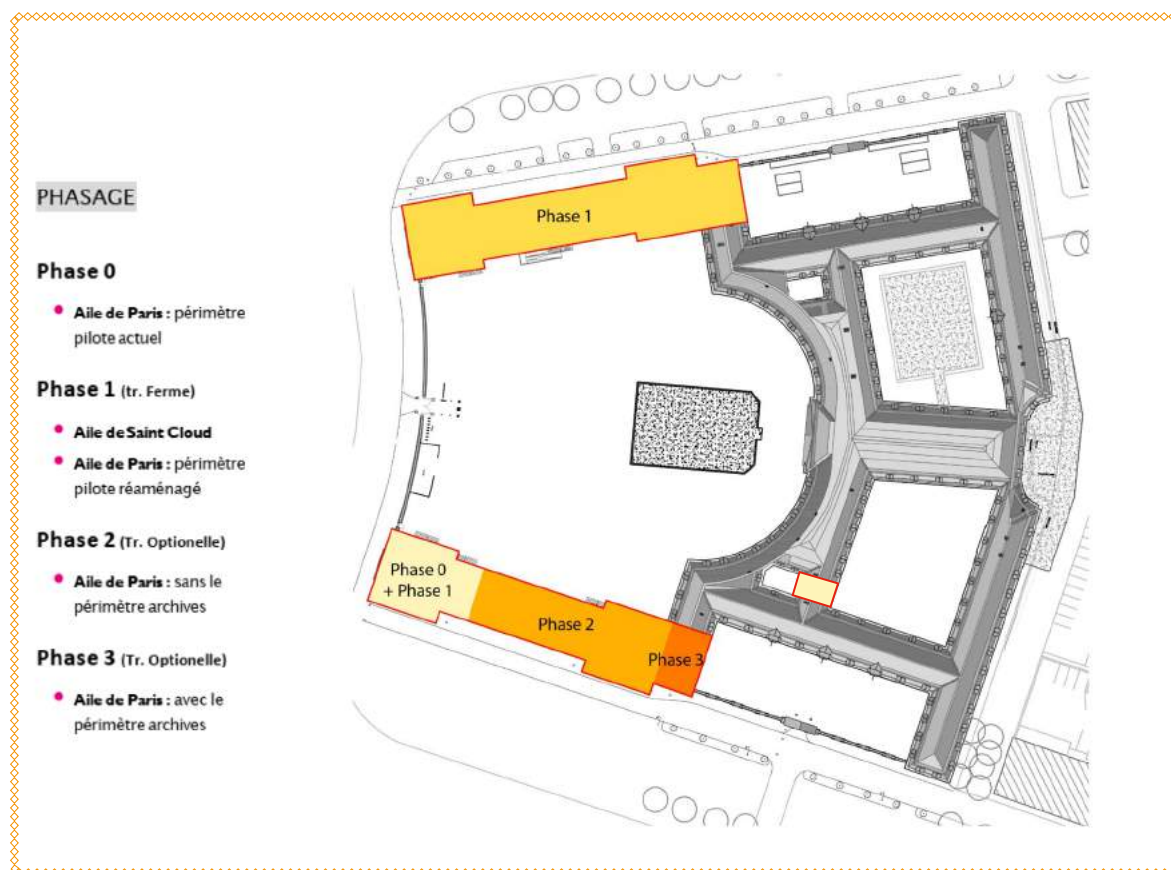 PHASAGE
Phase 0
• Aile de Paris : périmètre
pilote actuel
Phase 1 (tr. Ferme)
• Aile de Saint Cloud
• Aile de Paris : périmètre
pilote réaménagé
Phase 2 (Tr. Optionelle)
• Aile de Paris : sans le
périmètre archives
Phase 3 (Tr. Optionelle)
• Aile de Paris : avec le
périmètre archives
Phase 1
Phase 0
+ Phase 1
Phase 2
Phase 3